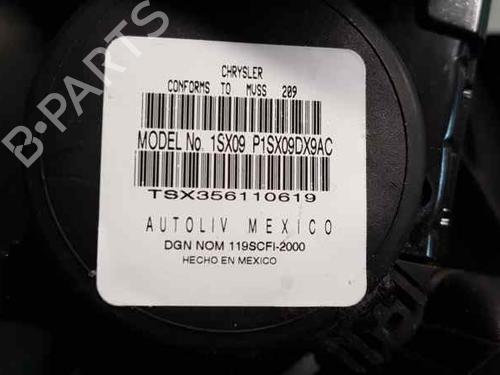 B-PARTS
CHRYSLER
CONFORMS TO MVSS 209
MODEL No. 1SX09 P1SX09DX9AC
TSX356110619
AUTOLIV MEXICO
DGN NOM 119SCFI-2000
HECHO EN MEXICO